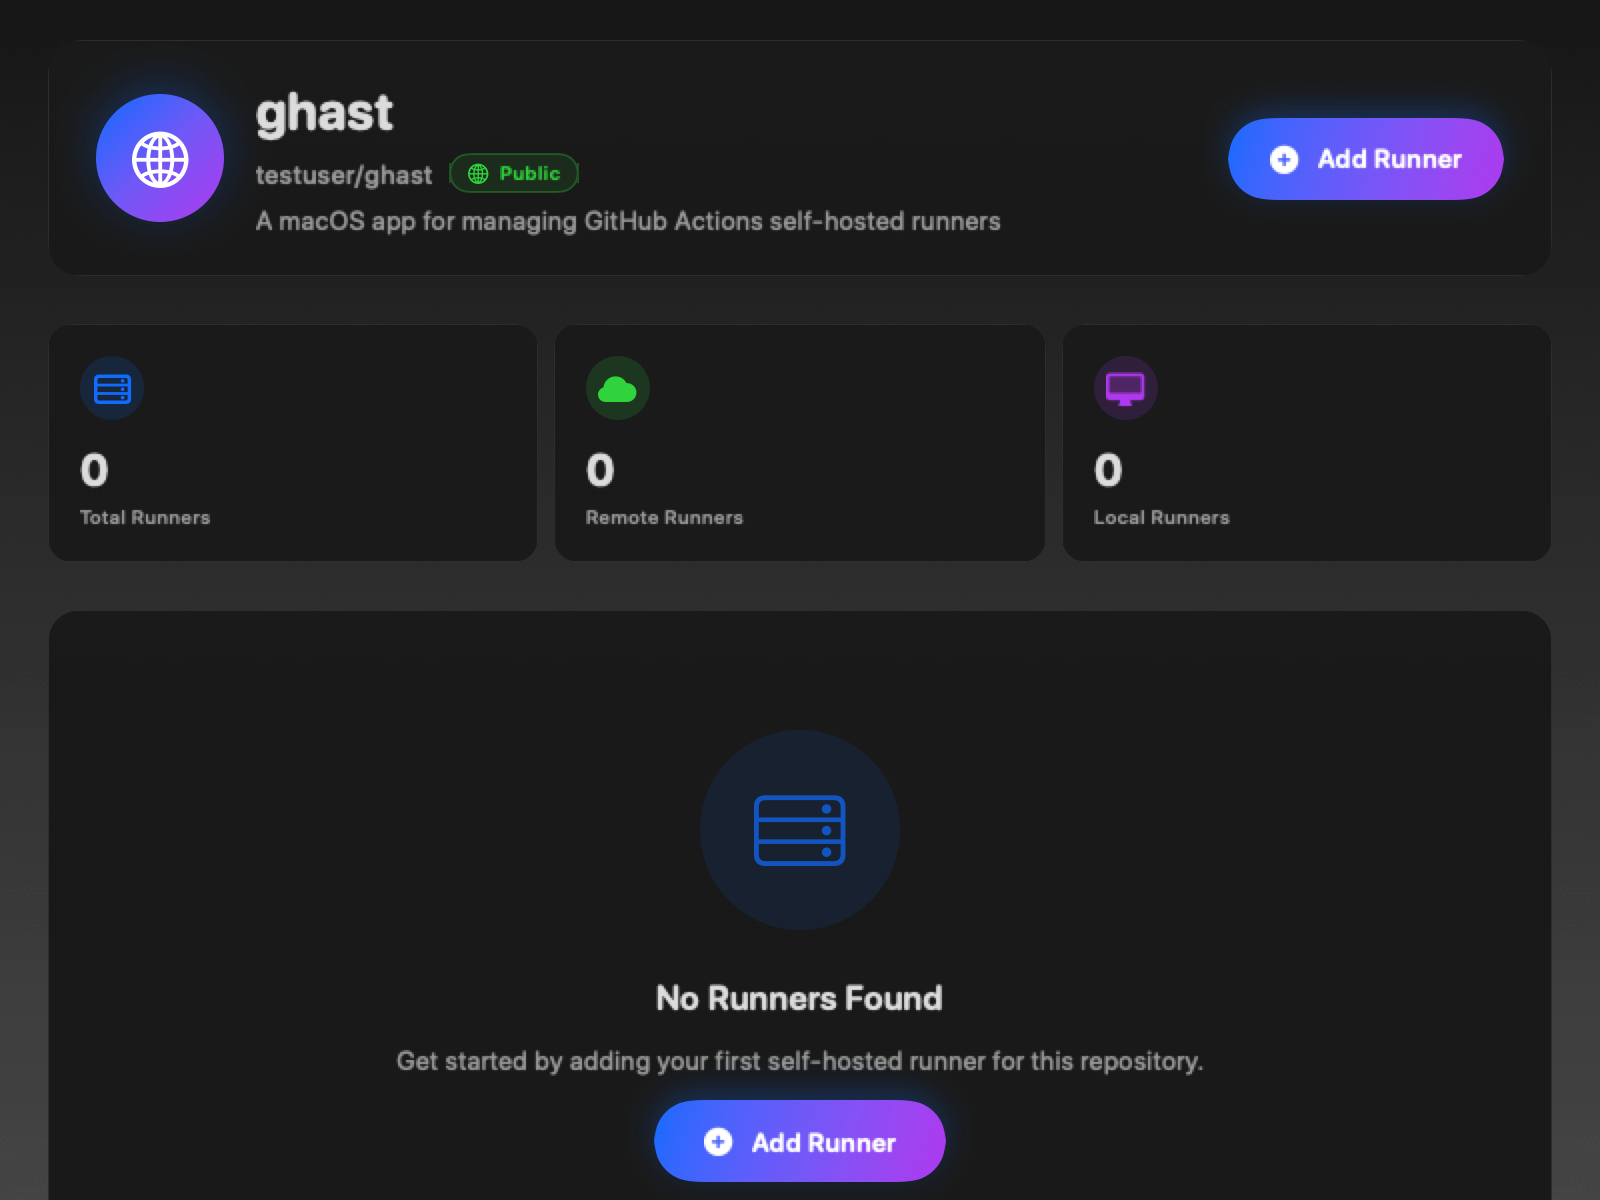 ghast
testuser/ghast Public
A macOS app for managing GitHub Actions self-hosted runners
Add Runner
0
Total Runners
0
Remote Runners
0
Local Runners
No Runners Found
Get started by adding your first self-hosted runner for this repository.
Add Runner